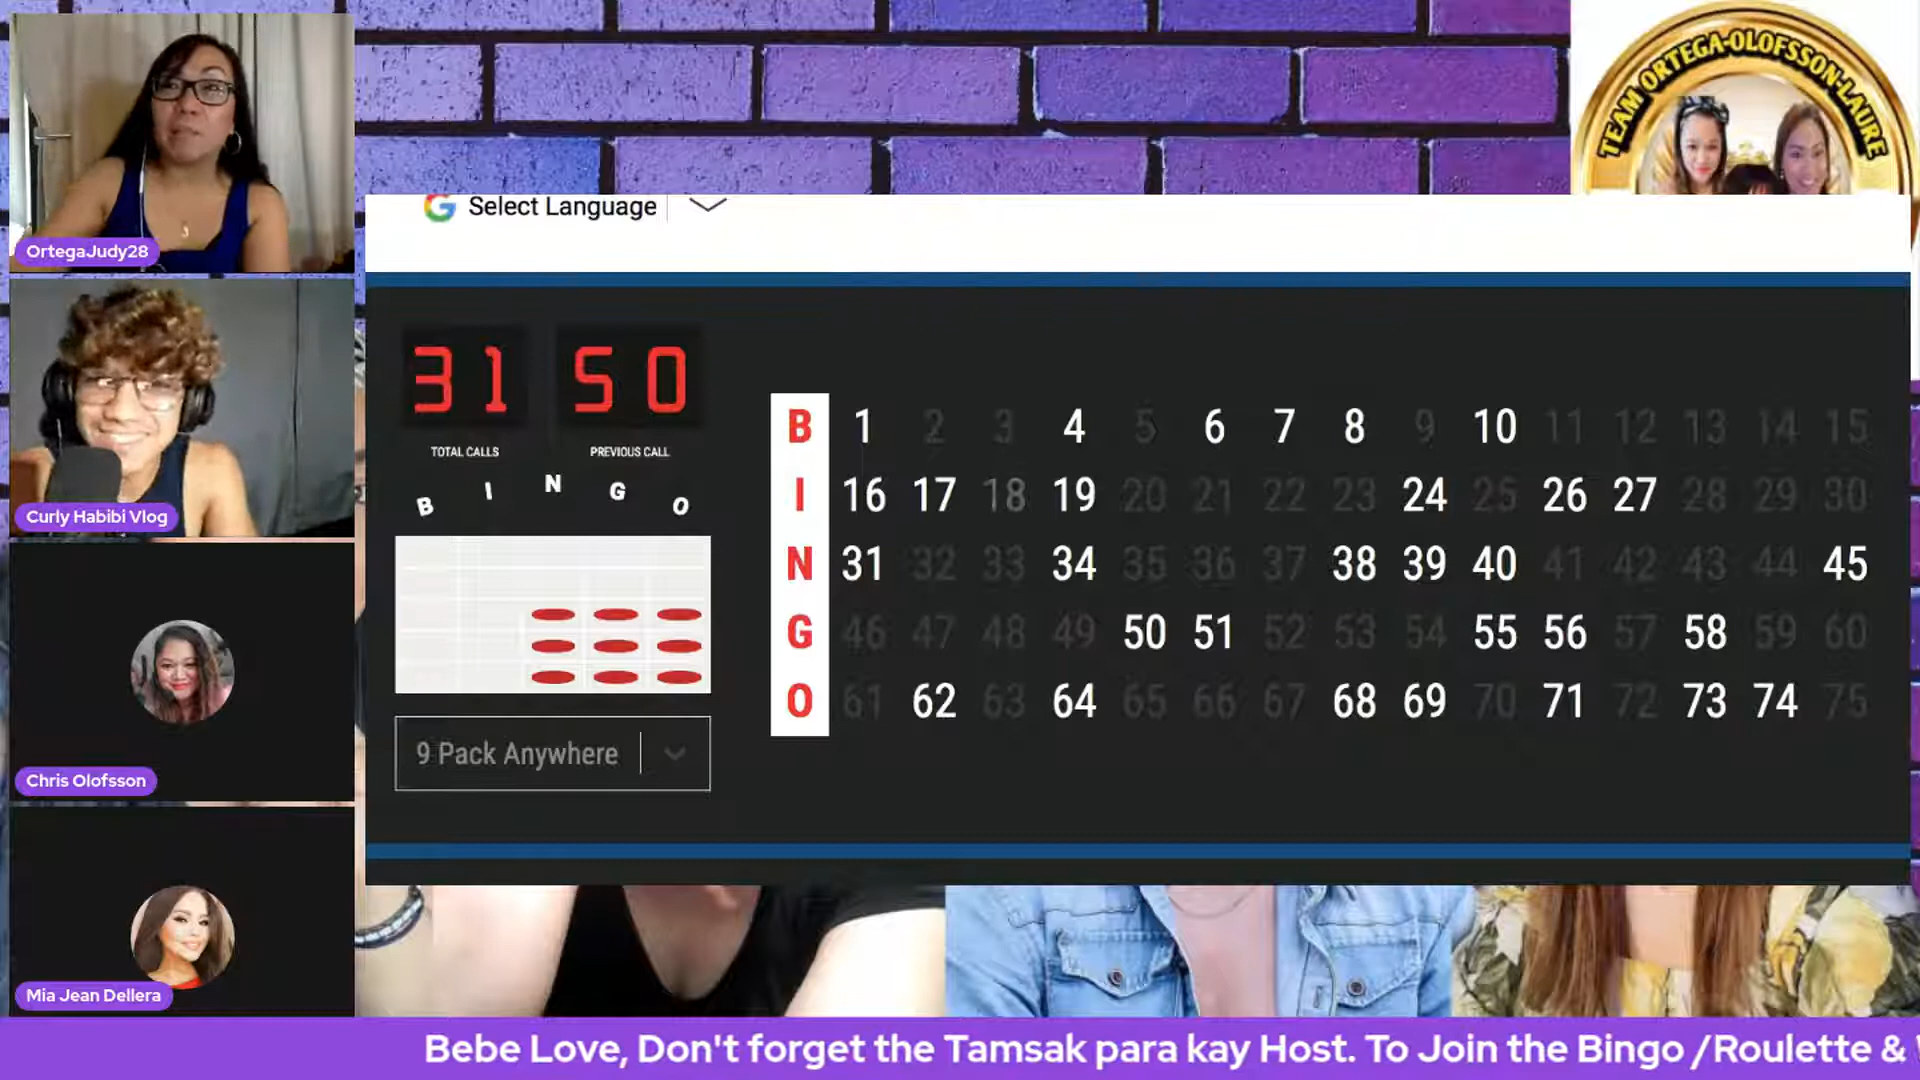 OrtegaJudy28
Curly Habibi Vlog
Chris Olofsson
Mia Jean Dellera
TEAM ORTEGA-OLOFSSON-LAURE
Select Language
31 50
TOTAL CALLS PREVIOUS CALL
B I N G O
9 Pack Anywhere
B 1 2 3 4 5 6 7 8 9 10 11 12 13 14 15
I 16 17 18 19 20 21 22 23 24 25 26 27 28 29 30
N 31 32 33 34 35 36 37 38 39 40 41 42 43 44 45
G 46 47 48 49 50 51 52 53 54 55 56 57 58 59 60
O 61 62 63 64 65 66 67 68 69 70 71 72 73 74 75
Bebe Love, Don't forget the Tamsak para kay Host. To Join the Bingo /Roulette &